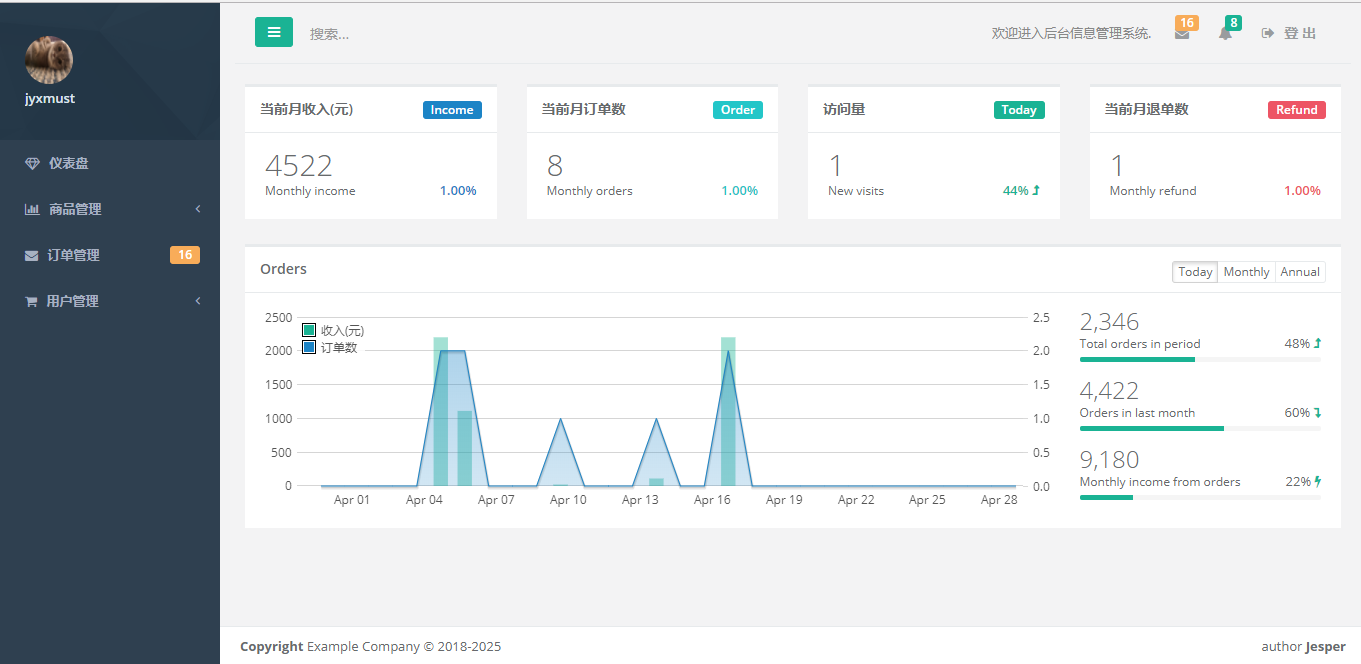 jyxmust
仪表盘
商品管理
订单管理 16
用户管理
搜索...
欢迎进入后台信息管理系统. 16 8 登 出
当前月收入(元) Income
4522
Monthly income 1.00%
当前月订单数 Order
8
Monthly orders 1.00%
访问量 Today
1
New visits 44%
当前月退单数 Refund
1
Monthly refund 1.00%
Orders Today Monthly Annual
收入(元)
订单数
2500
2000
1500
1000
500
0
2.5
2.0
1.5
1.0
0.5
0.0
Apr 01 Apr 04 Apr 07 Apr 10 Apr 13 Apr 16 Apr 19 Apr 22 Apr 25 Apr 28
2,346
Total orders in period 48%
4,422
Orders in last month 60%
9,180
Monthly income from orders 22%
Copyright Example Company © 2018-2025 author Jesper